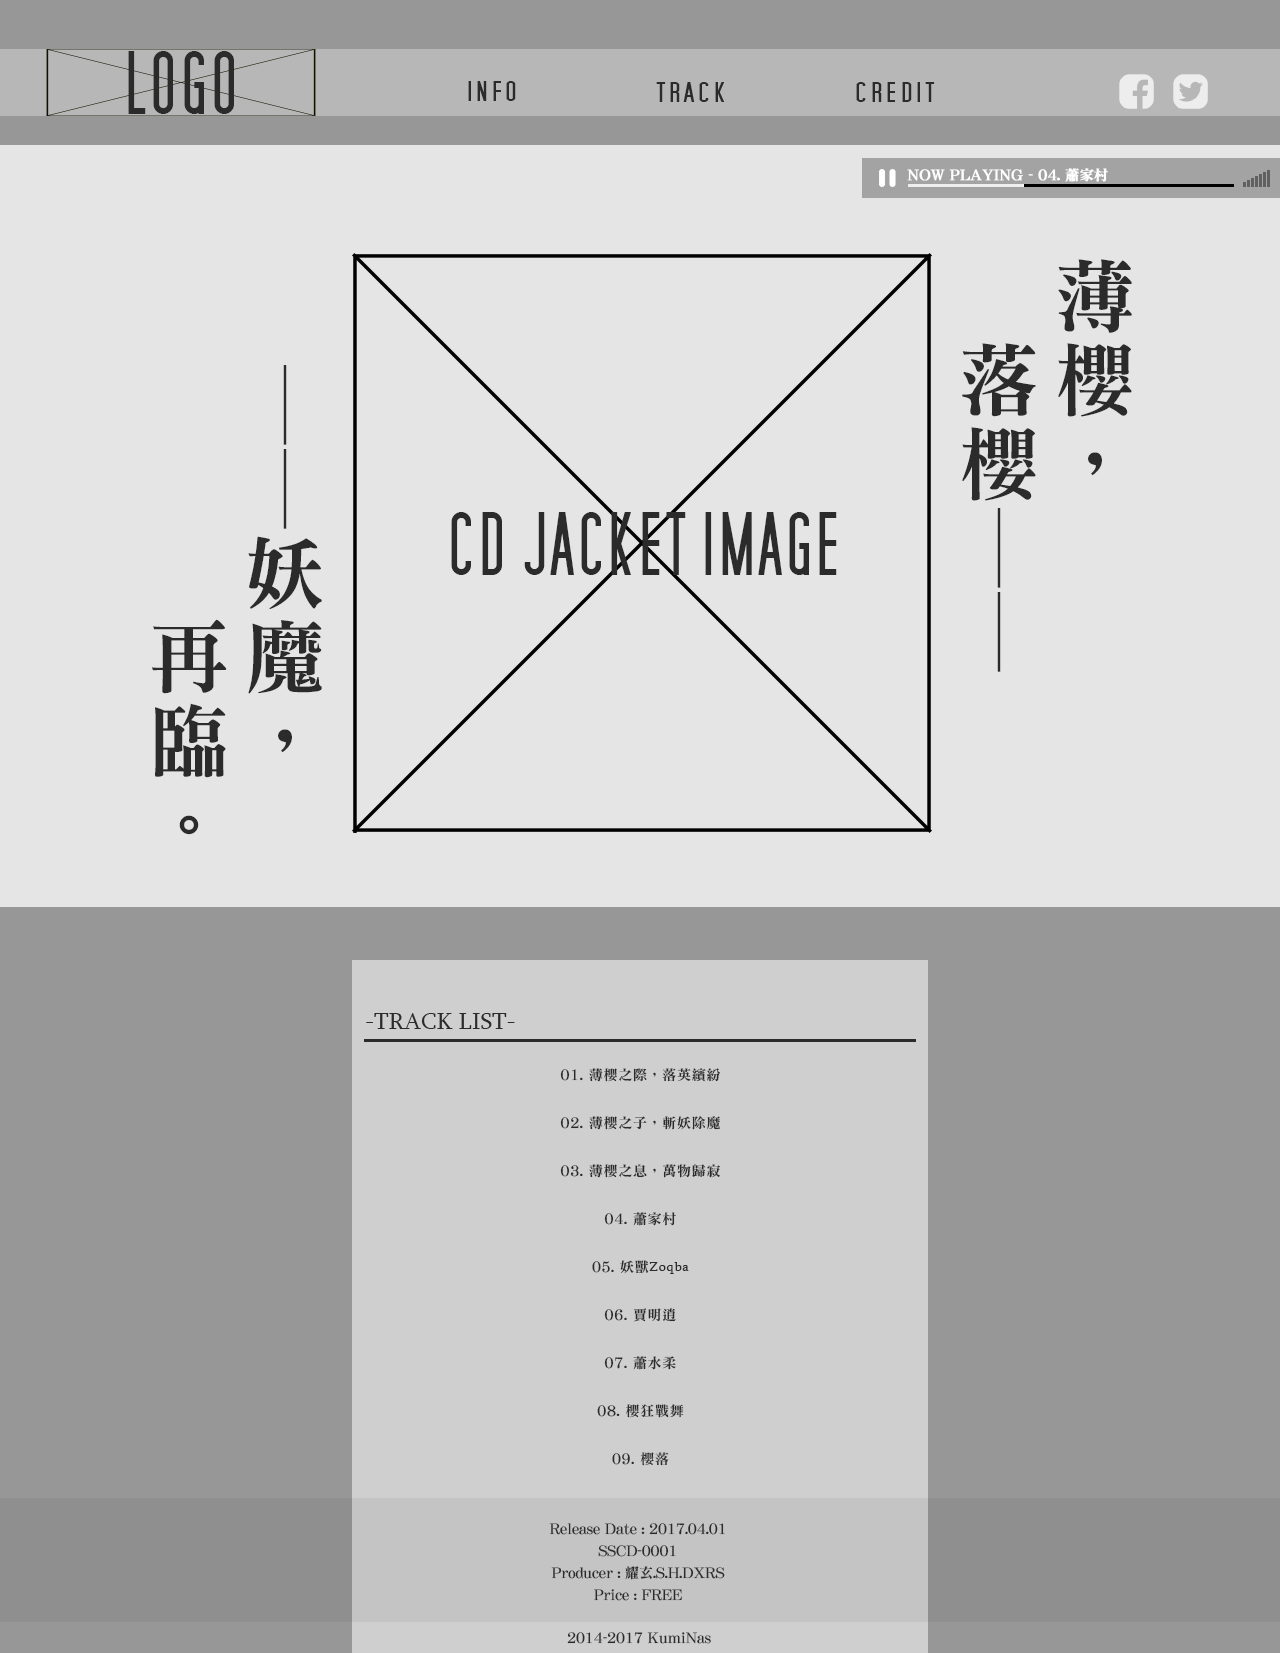 LOGO
INFO
TRACK
CREDIT
NOW PLAYING - 04. 蕭家村
薄櫻，
落櫻——
CD JACKET IMAGE
——妖魔，
再臨。
-TRACK LIST-
01. 薄櫻之際，落英繽紛
02. 薄櫻之子，斬妖除魔
03. 薄櫻之息，萬物歸寂
04. 蕭家村
05. 妖獸Zoqba
06. 賈明逍
07. 蕭水柔
08. 櫻狂戰舞
09. 櫻落
Release Date : 2017.04.01
SSCD-0001
Producer : 耀玄.S.H.DXRS
Price : FREE
2014-2017 KumiNas